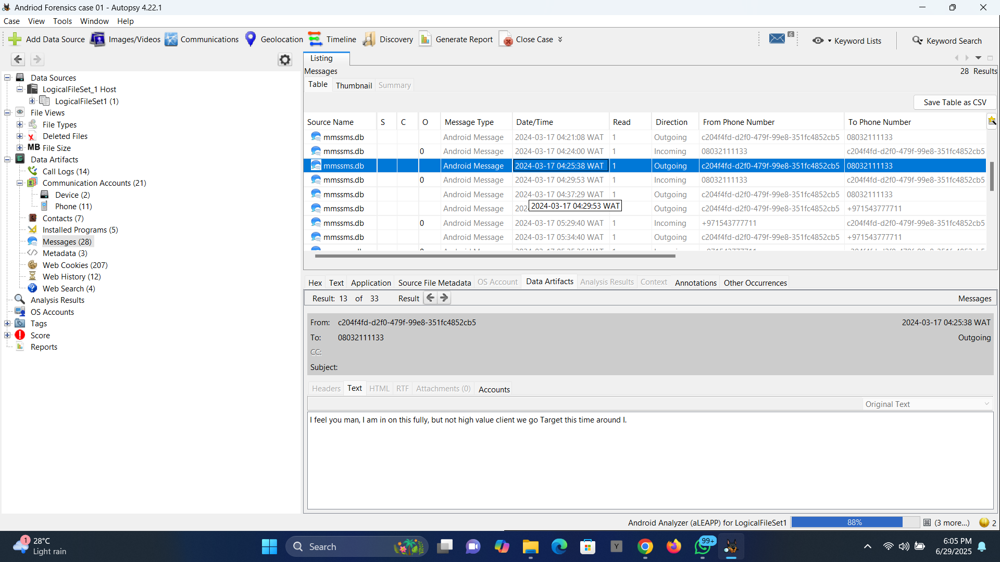 Andriod Forensics case 01 - Autopsy 4.22.1
Case View Tools Window Help
Add Data Source Images/Videos Communications Geolocation Timeline Discovery Generate Report Close Case 6 Keyword Lists Keyword Search
Data Sources
LogicalFileSet_1 Host
LogicalFileSet1 (1)
File Views
File Types
Deleted Files
MB File Size
Data Artifacts
Call Logs (14)
Communication Accounts (21)
Device (2)
Phone (11)
Contacts (7)
Installed Programs (5)
Messages (28)
Metadata (3)
Web Cookies (207)
Web History (12)
Web Search (4)
Analysis Results
OS Accounts
Tags
Score
Reports
Listing
Messages 28 Results
Table Thumbnail Summary
Save Table as CSV
Source Name S C O Message Type Date/Time Read Direction From Phone Number To Phone Number
mmssms.db Android Message 2024-03-17 04:21:08 WAT 1 Outgoing c204f4fd-d2f0-479f-99e8-351fc4852cb5 08032111133
mmssms.db 0 Android Message 2024-03-17 04:24:00 WAT 1 Incoming 08032111133 c204f4fd-d2f0-479f-99e8-351fc4852cb5
mmssms.db Android Message 2024-03-17 04:25:38 WAT 1 Outgoing c204f4fd-d2f0-479f-99e8-351fc4852cb5 08032111133
mmssms.db 0 Android Message 2024-03-17 04:29:53 WAT 1 Incoming 08032111133 c204f4fd-d2f0-479f-99e8-351fc4852cb5
mmssms.db Android Message 2024-03-17 04:37:29 WAT 1 Outgoing c204f4fd-d2f0-479f-99e8-351fc4852cb5 08032111133
mmssms.db Android Message 202 2024-03-17 04:29:53 WAT Outgoing c204f4fd-d2f0-479f-99e8-351fc4852cb5 +971543777711
mmssms.db 0 Android Message 2024-03-17 05:29:40 WAT 1 Incoming +971543777711 c204f4fd-d2f0-479f-99e8-351fc4852cb5
mmssms.db Android Message 2024-03-17 05:34:40 WAT 1 Outgoing c204f4fd-d2f0-479f-99e8-351fc4852cb5 +971543777711
Hex Text Application Source File Metadata OS Account Data Artifacts Analysis Results Context Annotations Other Occurrences
Result: 13 of 33 Result Messages
From: c204f4fd-d2f0-479f-99e8-351fc4852cb5 2024-03-17 04:25:38 WAT
To: 08032111133 Outgoing
CC:
Subject:
Headers Text HTML RTF Attachments (0) Accounts
Original Text
I feel you man, I am in on this fully, but not high value client we go Target this time around I.
Android Analyzer (aLEAPP) for LogicalFileSet1 88% (3 more...) 2
1 28°C
Light rain
Search
Y
99+
6:05 PM
6/29/2025